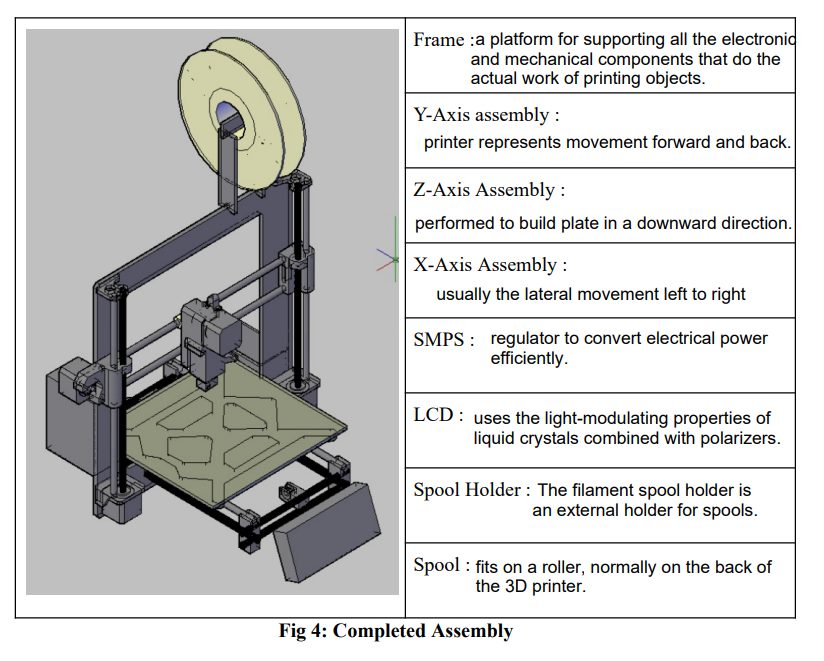 Frame : a platform for supporting all the electronic
and mechanical components that do the
actual work of printing objects.
Y-Axis assembly :
printer represents movement forward and back.
Z-Axis Assembly :
performed to build plate in a downward direction.
X-Axis Assembly :
usually the lateral movement left to right
SMPS : regulator to convert electrical power
efficiently.
LCD : uses the light-modulating properties of
liquid crystals combined with polarizers.
Spool Holder : The filament spool holder is
an external holder for spools.
Spool : fits on a roller, normally on the back of
the 3D printer.
Fig 4: Completed Assembly